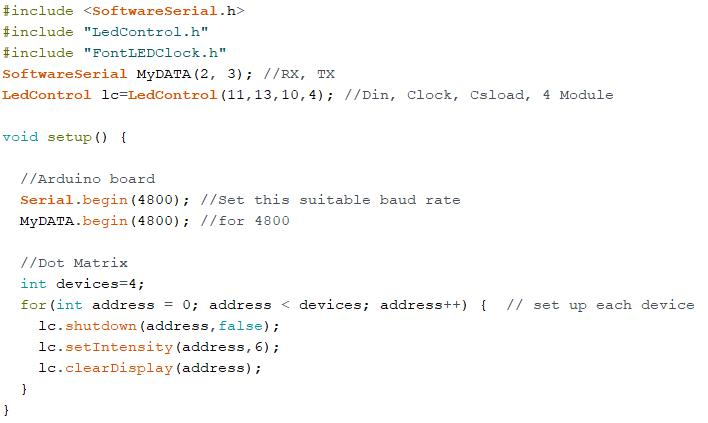 #include <SoftwareSerial.h>
#include "LedControl.h"
#include "FontLEDClock.h"
SoftwareSerial MyDATA(2, 3); //RX, TX
LedControl lc=LedControl(11,13,10,4); //Din, Clock, Csload, 4 Module
void setup() {
//Arduino board
Serial.begin(4800); //Set this suitable baud rate
MyDATA.begin(4800); //for 4800
//Dot Matrix
int devices=4;
for(int address = 0; address < devices; address++) {  // set up each device
lc.shutdown(address,false);
lc.setIntensity(address,6);
lc.clearDisplay(address);
}
}